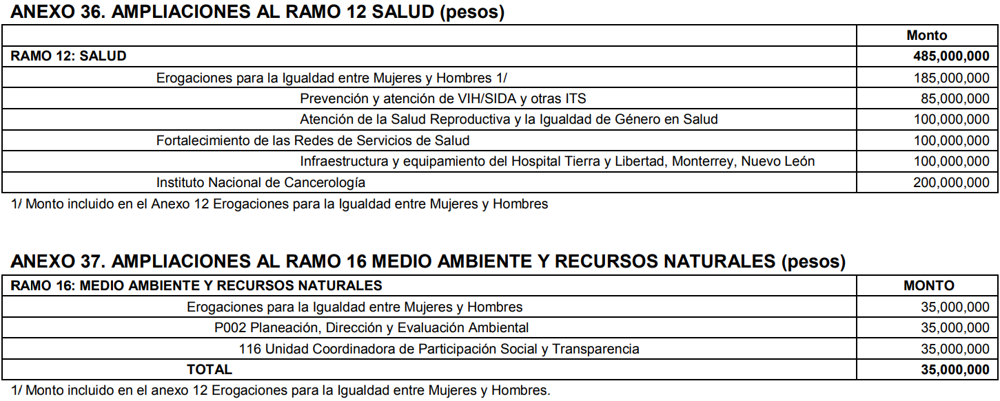 ANEXO 36. AMPLIACIONES AL RAMO 12 SALUD (pesos)
Monto
RAMO 12: SALUD 485,000,000
Erogaciones para la Igualdad entre Mujeres y Hombres 1/ 185,000,000
Prevención y atención de VIH/SIDA y otras ITS 85,000,000
Atención de la Salud Reproductiva y la Igualdad de Género en Salud 100,000,000
Fortalecimiento de las Redes de Servicios de Salud 100,000,000
Infraestructura y equipamiento del Hospital Tierra y Libertad, Monterrey, Nuevo León 100,000,000
Instituto Nacional de Cancerología 200,000,000
1/ Monto incluido en el Anexo 12 Erogaciones para la Igualdad entre Mujeres y Hombres
ANEXO 37. AMPLIACIONES AL RAMO 16 MEDIO AMBIENTE Y RECURSOS NATURALES (pesos)
RAMO 16: MEDIO AMBIENTE Y RECURSOS NATURALES MONTO
Erogaciones para la Igualdad entre Mujeres y Hombres 35,000,000
P002 Planeación, Dirección y Evaluación Ambiental 35,000,000
116 Unidad Coordinadora de Participación Social y Transparencia 35,000,000
TOTAL 35,000,000
1/ Monto incluido en el anexo 12 Erogaciones para la Igualdad entre Mujeres y Hombres.